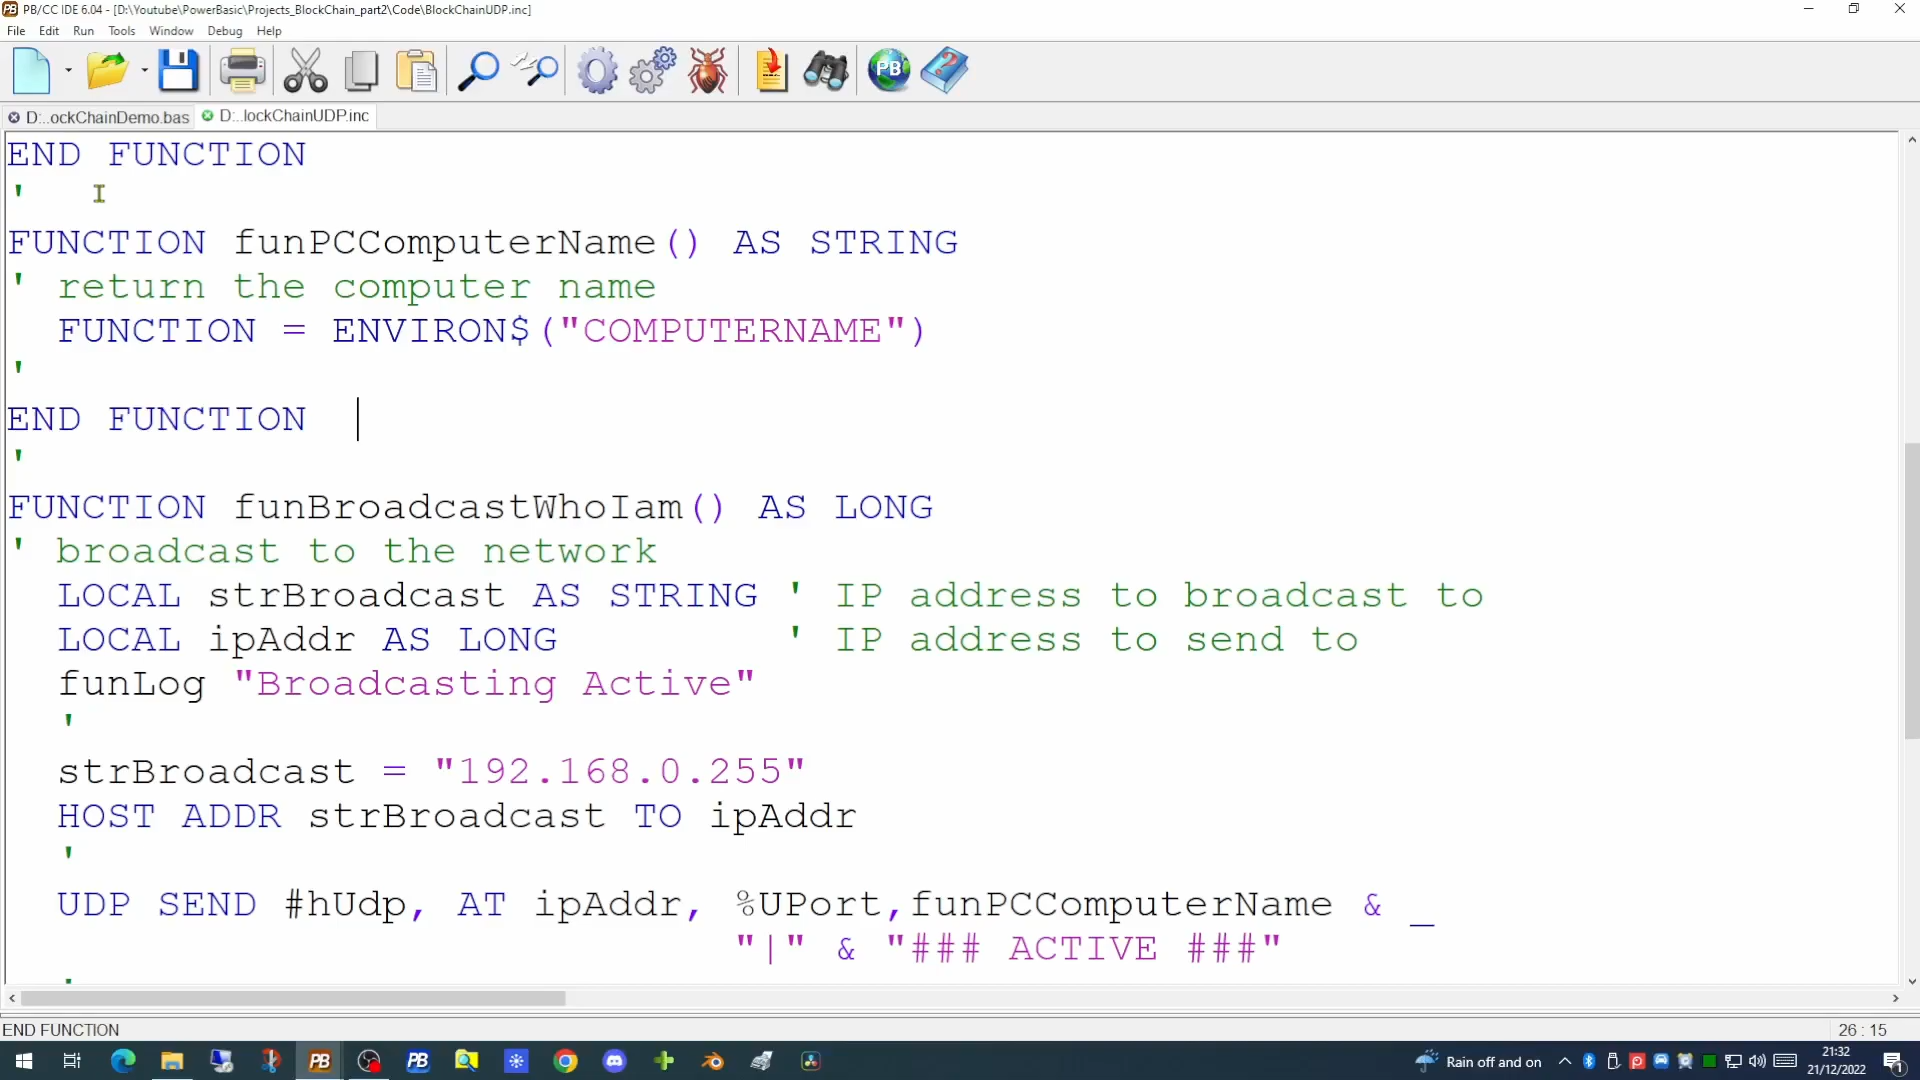 PB/CC IDE 6.04 - [D:\Youtube\PowerBasic\Projects_BlockChain_part2\Code\BlockChainUDP.inc]
File Edit Run Tools Window Debug Help
PB
D:..ockChainDemo.bas D:..lockChainUDP.inc
END FUNCTION
'
FUNCTION funPCComputerName() AS STRING
' return the computer name
FUNCTION = ENVIRON$("COMPUTERNAME")
'
END FUNCTION
'
FUNCTION funBroadcastWhoIam() AS LONG
' broadcast to the network
LOCAL strBroadcast AS STRING ' IP address to broadcast to
LOCAL ipAddr AS LONG ' IP address to send to
funLog "Broadcasting Active"
'
strBroadcast = "192.168.0.255"
HOST ADDR strBroadcast TO ipAddr
'
UDP SEND #hUdp, AT ipAddr, %UPort,funPCComputerName & _
"|" & "### ACTIVE ###"
'
END FUNCTION 26 : 15
PB PB Rain off and on 21:32
21/12/2022